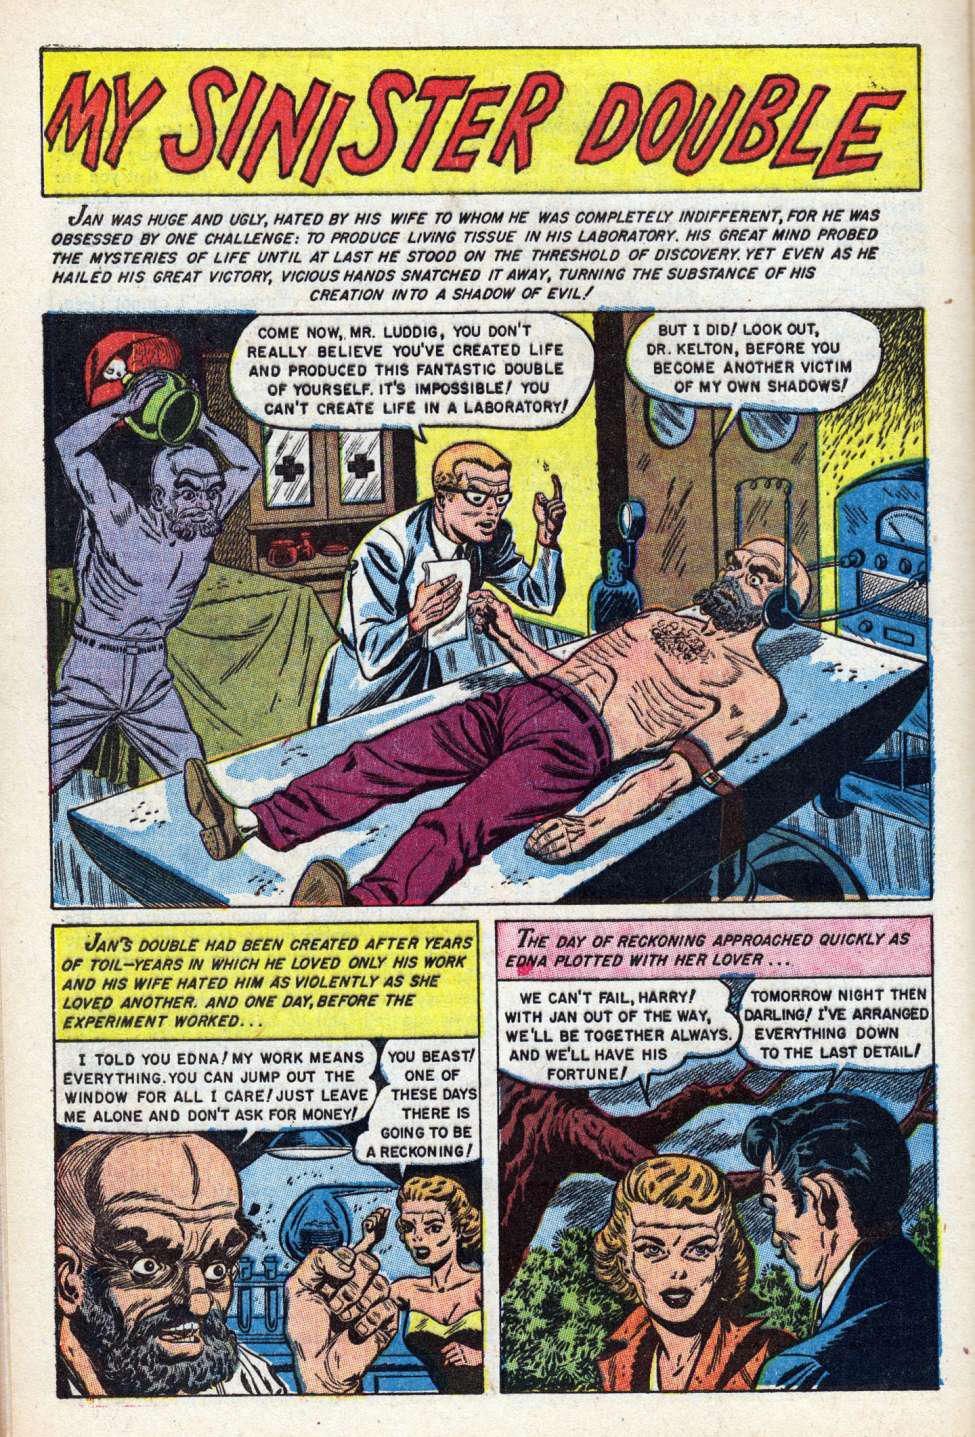 MY SINISTER DOUBLE
JAN WAS HUGE AND UGLY, HATED BY HIS WIFE TO WHOM HE WAS COMPLETELY INDIFFERENT, FOR HE WAS
OBSESSED BY ONE CHALLENGE: TO PRODUCE LIVING TISSUE IN HIS LABORATORY. HIS GREAT MIND PROBED
THE MYSTERIES OF LIFE UNTIL AT LAST HE STOOD ON THE THRESHOLD OF DISCOVERY. YET EVEN AS HE
HAILED HIS GREAT VICTORY, VICIOUS HANDS SNATCHED IT AWAY, TURNING THE SUBSTANCE OF HIS
CREATION INTO A SHADOW OF EVIL!
COME NOW, MR. LUDDIG, YOU DON'T
REALLY BELIEVE YOU'VE CREATED LIFE
AND PRODUCED THIS FANTASTIC DOUBLE
OF YOURSELF. IT'S IMPOSSIBLE! YOU
CAN'T CREATE LIFE IN A LABORATORY!
BUT I DID! LOOK OUT,
DR. KELTON, BEFORE YOU
BECOME ANOTHER VICTIM
OF MY OWN SHADOWS!
JAN'S DOUBLE HAD BEEN CREATED AFTER YEARS
OF TOIL-YEARS IN WHICH HE LOVED ONLY HIS WORK
AND HIS WIFE HATED HIM AS VIOLENTLY AS SHE
LOVED ANOTHER. AND ONE DAY, BEFORE THE
EXPERIMENT WORKED...
I TOLD YOU EDNA! MY WORK MEANS
EVERYTHING. YOU CAN JUMP OUT THE
WINDOW FOR ALL I CARE! JUST LEAVE
ME ALONE AND DON'T ASK FOR MONEY!
YOU BEAST!
ONE OF
THESE DAYS
THERE IS
GOING TO BE
A RECKONING!
THE DAY OF RECKONING APPROACHED QUICKLY AS
EDNA PLOTTED WITH HER LOVER...
WE CAN'T FAIL, HARRY!
WITH JAN OUT OF THE WAY,
WE'LL BE TOGETHER ALWAYS.
AND WE'LL HAVE HIS
FORTUNE!
TOMORROW NIGHT THEN
DARLING! I'VE ARRANGED
EVERYTHING DOWN
TO THE LAST DETAIL!